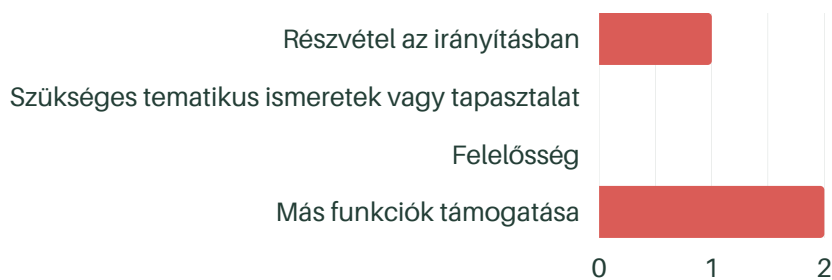 Részvétel az irányításban
Szükséges tematikus ismeretek vagy tapasztalat
Felelősség
Más funkciók támogatása
0 1 2